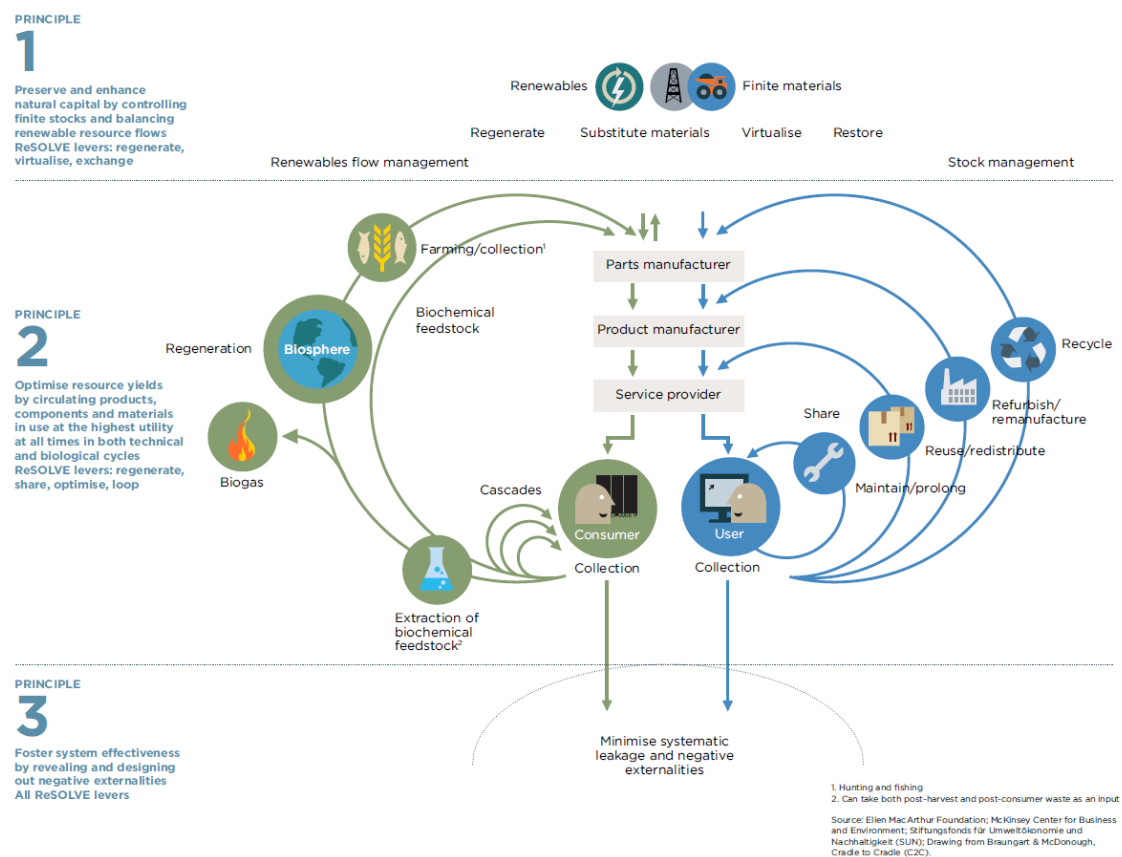 PRINCIPLE
1
Preserve and enhance
natural capital by controlling
finite stocks and balancing
renewable resource flows
ReSOLVE levers: regenerate,
virtualise, exchange
Renewables
Finite materials
Regenerate
Substitute materials
Virtualise
Restore
Renewables flow management
Stock management
PRINCIPLE
2
Optimise resource yields
by circulating products,
components and materials
in use at the highest utility
at all times in both technical
and biological cycles
ReSOLVE levers: regenerate,
share, optimise, loop
Farming/collection¹
Biochemical
feedstock
Regeneration
Biosphere
Biogas
Cascades
Extraction of
biochemical
feedstock²
Parts manufacturer
Product manufacturer
Service provider
Consumer
Collection
User
Collection
Share
Maintain/prolong
Reuse/redistribute
Refurbish/
remanufacture
Recycle
PRINCIPLE
3
Foster system effectiveness
by revealing and designing
out negative externalities
All ReSOLVE levers
Minimise systematic
leakage and negative
externalities
1. Hunting and fishing
2. Can take both post-harvest and post-consumer waste as an input
Source: Ellen MacArthur Foundation; McKinsey Center for Business
and Environment; Stiftungsfonds für Umweltökonomie und
Nachhaltigkeit (SUN); Drawing from Braungart & McDonough,
Cradle to Cradle (C2C).